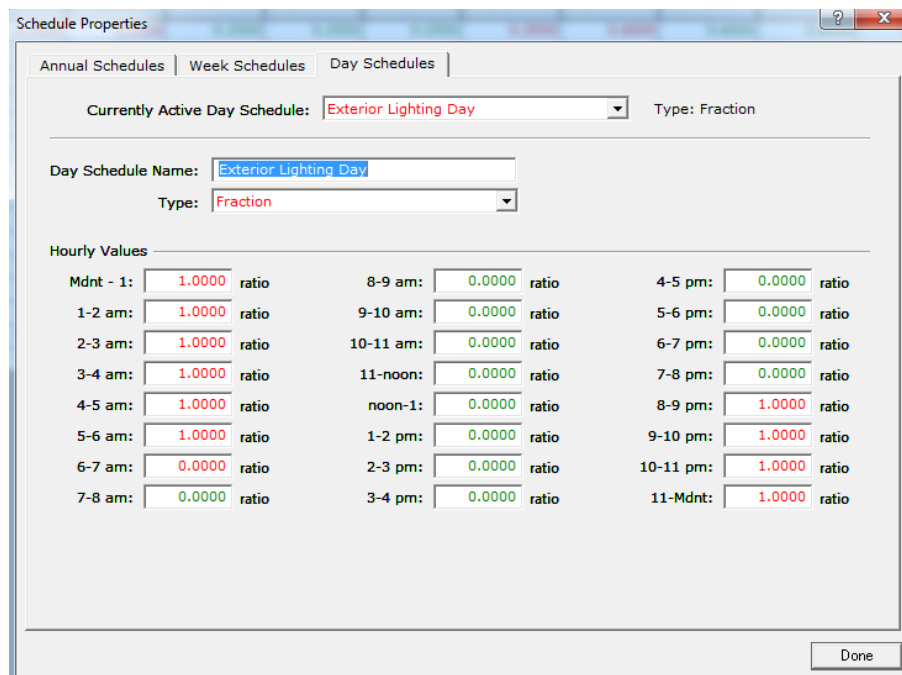 Schedule Properties
Annual Schedules Week Schedules Day Schedules
Currently Active Day Schedule: Exterior Lighting Day Type: Fraction
Day Schedule Name: Exterior Lighting Day
Type: Fraction
Hourly Values
Mdnt - 1: 1.0000 ratio 8-9 am: 0.0000 ratio 4-5 pm: 0.0000 ratio
1-2 am: 1.0000 ratio 9-10 am: 0.0000 ratio 5-6 pm: 0.0000 ratio
2-3 am: 1.0000 ratio 10-11 am: 0.0000 ratio 6-7 pm: 0.0000 ratio
3-4 am: 1.0000 ratio 11-noon: 0.0000 ratio 7-8 pm: 0.0000 ratio
4-5 am: 1.0000 ratio noon-1: 0.0000 ratio 8-9 pm: 1.0000 ratio
5-6 am: 1.0000 ratio 1-2 pm: 0.0000 ratio 9-10 pm: 1.0000 ratio
6-7 am: 0.0000 ratio 2-3 pm: 0.0000 ratio 10-11 pm: 1.0000 ratio
7-8 am: 0.0000 ratio 3-4 pm: 0.0000 ratio 11-Mdnt: 1.0000 ratio
Done